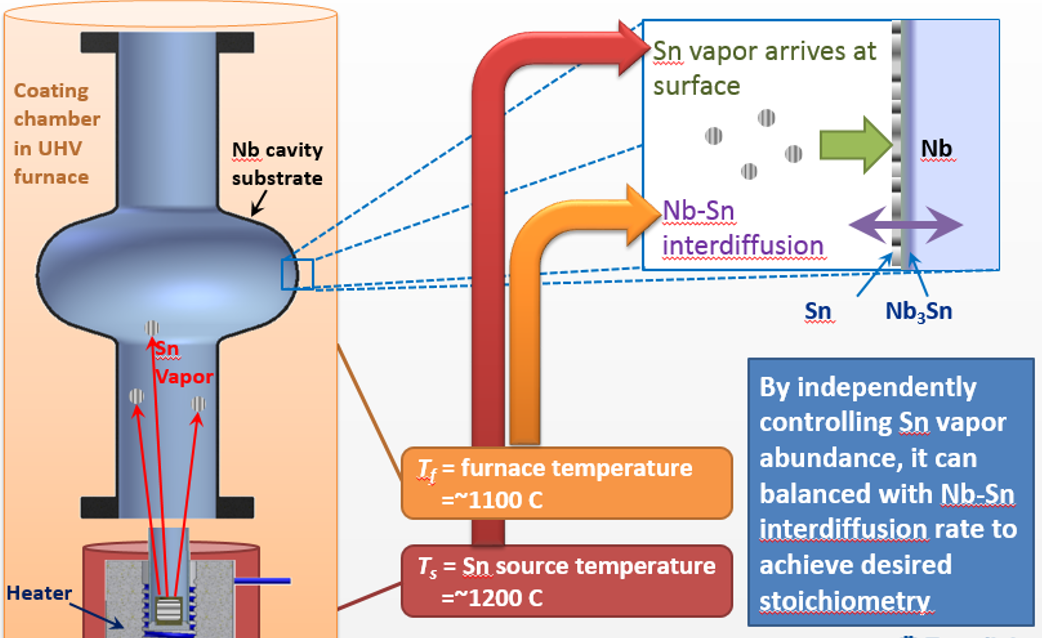 Coating
chamber
in UHV
furnace
Nb cavity
substrate
Sn
Vapor
Heater
Sn vapor arrives at
surface
Nb
Nb-Sn
interdiffusion
Sn
Nb₃Sn
T_f = furnace temperature
=~1100 C
T_s = Sn source temperature
=~1200 C
By independently
controlling Sn vapor
abundance, it can
balanced with Nb-Sn
interdiffusion rate to
achieve desired
stoichiometry